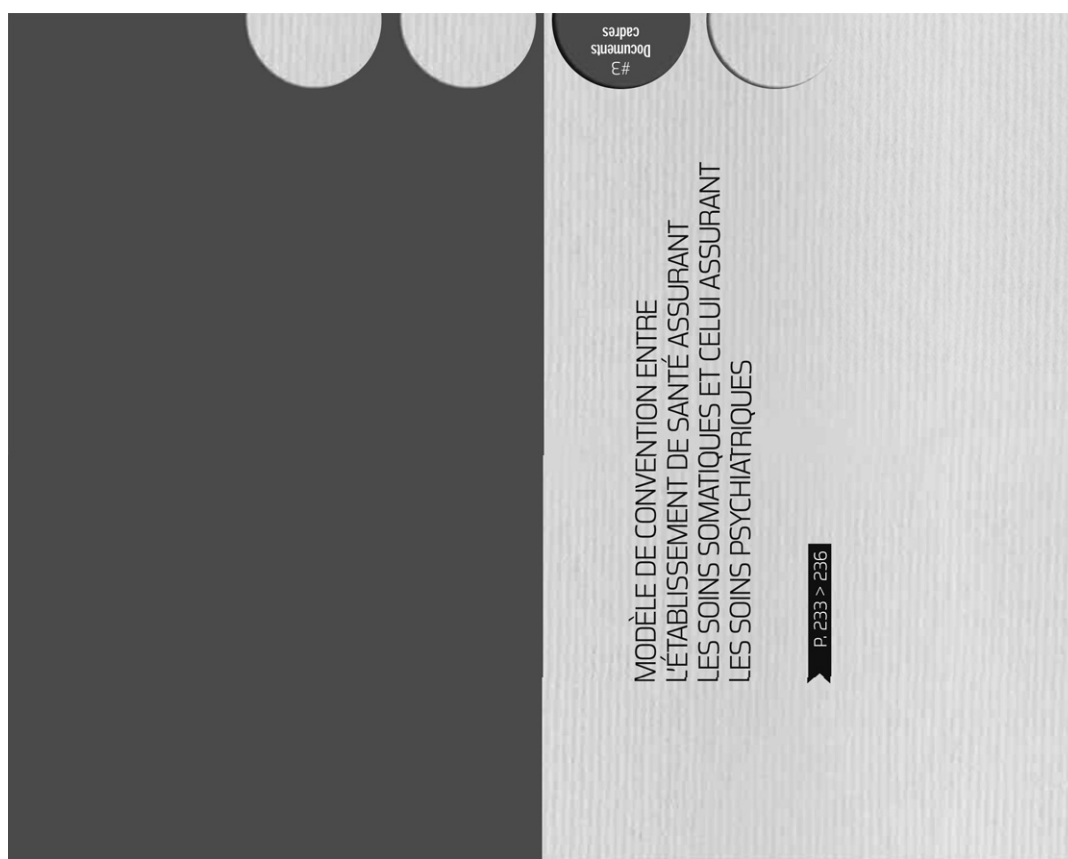 #3
Documents
cadres
MODÈLE DE CONVENTION ENTRE
L'ÉTABLISSEMENT DE SANTÉ ASSURANT
LES SOINS SOMATIQUES ET CELUI ASSURANT
LES SOINS PSYCHIATRIQUES
P. 233 > 236